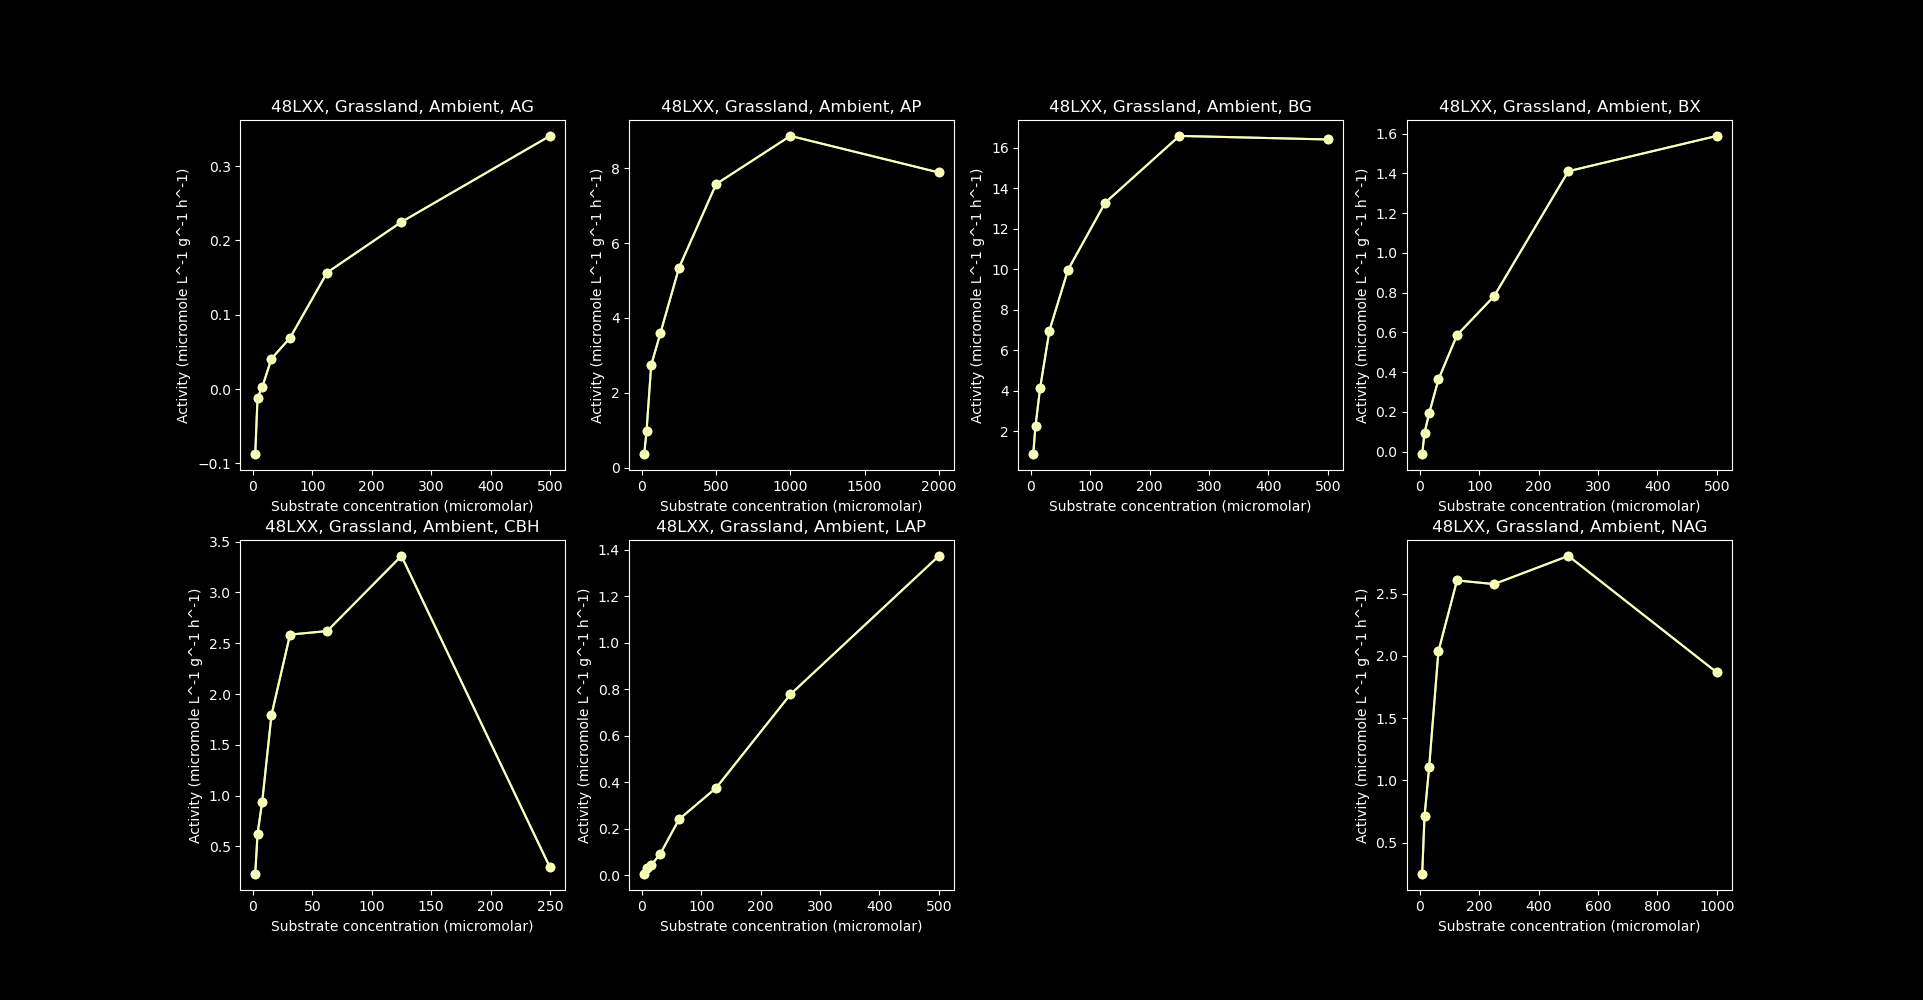 48LXX, Grassland, Ambient, AG
Activity (micromole L^-1 g^-1 h^-1)
0.3
0.2
0.1
0.0
−0.1
0 100 200 300 400 500
Substrate concentration (micromolar)
48LXX, Grassland, Ambient, AP
Activity (micromole L^-1 g^-1 h^-1)
8
6
4
2
0
0 500 1000 1500 2000
Substrate concentration (micromolar)
48LXX, Grassland, Ambient, BG
Activity (micromole L^-1 g^-1 h^-1)
16
14
12
10
8
6
4
2
0 100 200 300 400 500
Substrate concentration (micromolar)
48LXX, Grassland, Ambient, BX
Activity (micromole L^-1 g^-1 h^-1)
1.6
1.4
1.2
1.0
0.8
0.6
0.4
0.2
0.0
0 100 200 300 400 500
Substrate concentration (micromolar)
48LXX, Grassland, Ambient, CBH
Activity (micromole L^-1 g^-1 h^-1)
3.5
3.0
2.5
2.0
1.5
1.0
0.5
0 50 100 150 200 250
Substrate concentration (micromolar)
48LXX, Grassland, Ambient, LAP
Activity (micromole L^-1 g^-1 h^-1)
1.4
1.2
1.0
0.8
0.6
0.4
0.2
0.0
0 100 200 300 400 500
Substrate concentration (micromolar)
48LXX, Grassland, Ambient, NAG
Activity (micromole L^-1 g^-1 h^-1)
2.5
2.0
1.5
1.0
0.5
0 200 400 600 800 1000
Substrate concentration (micromolar)